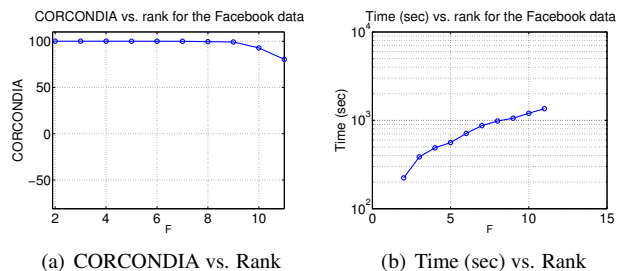 CORCONDIA vs. rank for the Facebook data
100
50
0
−50
2 4 6 8 10
CORCONDIA
F
(a) CORCONDIA vs. Rank
Time (sec) vs. rank for the Facebook data
10^4
10^3
10^2
0 5 10 15
Time (sec)
F
(b) Time (sec) vs. Rank